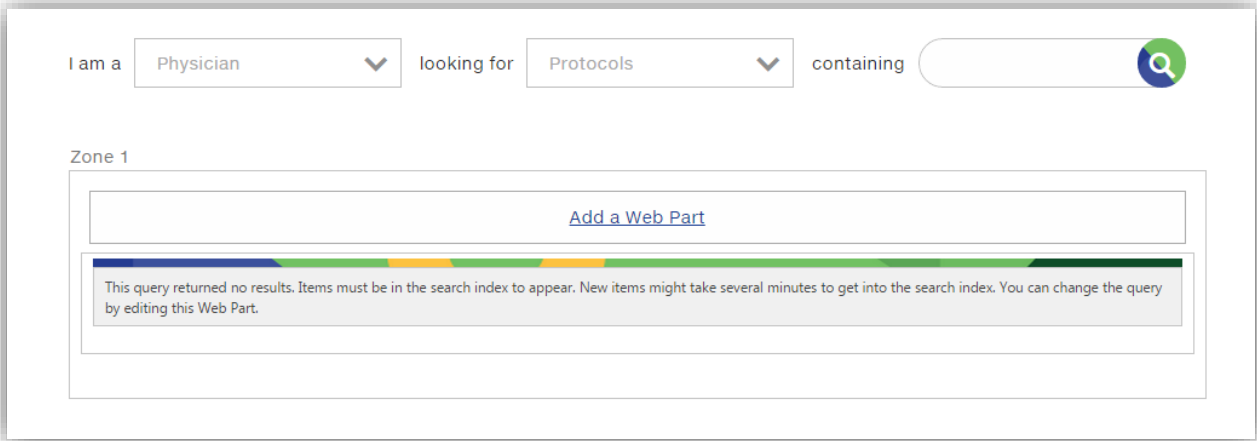 I am a Physician looking for Protocols containing
Zone 1
Add a Web Part
This query returned no results. Items must be in the search index to appear. New items might take several minutes to get into the search index. You can change the query
by editing this Web Part.